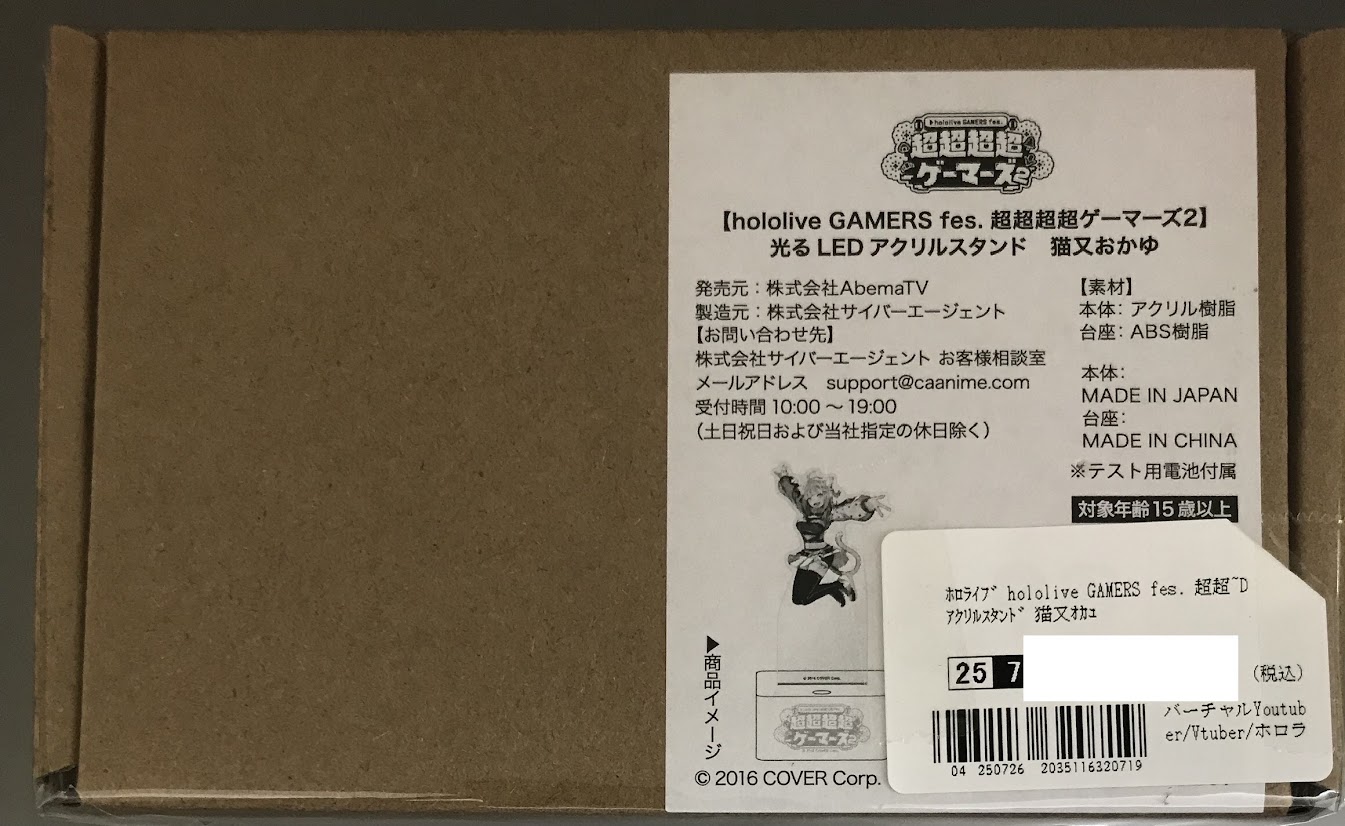 hololive GAMERS fes.
超超超超
ゲーマーズ2
【hololive GAMERS fes. 超超超超ゲーマーズ2】
光るLEDアクリルスタンド　猫又おかゆ
発売元：株式会社AbemaTV
製造元：株式会社サイバーエージェント
【お問い合わせ先】
株式会社サイバーエージェント お客様相談室
メールアドレス　support@caanime.com
受付時間 10:00 〜 19:00
（土日祝日および当社指定の休日除く）
【素材】
本体：アクリル樹脂
台座：ABS樹脂
本体：
MADE IN JAPAN
台座：
MADE IN CHINA
※テスト用電池付属
対象年齢15歳以上
▶商品イメージ
© 2016 COVER Corp.
超超超超
ゲーマーズ2
© 2016 COVER Corp.
ﾎﾛﾗｲﾌﾞ hololive GAMERS fes. 超超~D
ｱｸﾘﾙｽﾀﾝﾄﾞ 猫又ｵｶﾕ
25 7
(税込)
バーチャルYoutub
er/Vtuber/ホロラ
04 250726 2035116320719